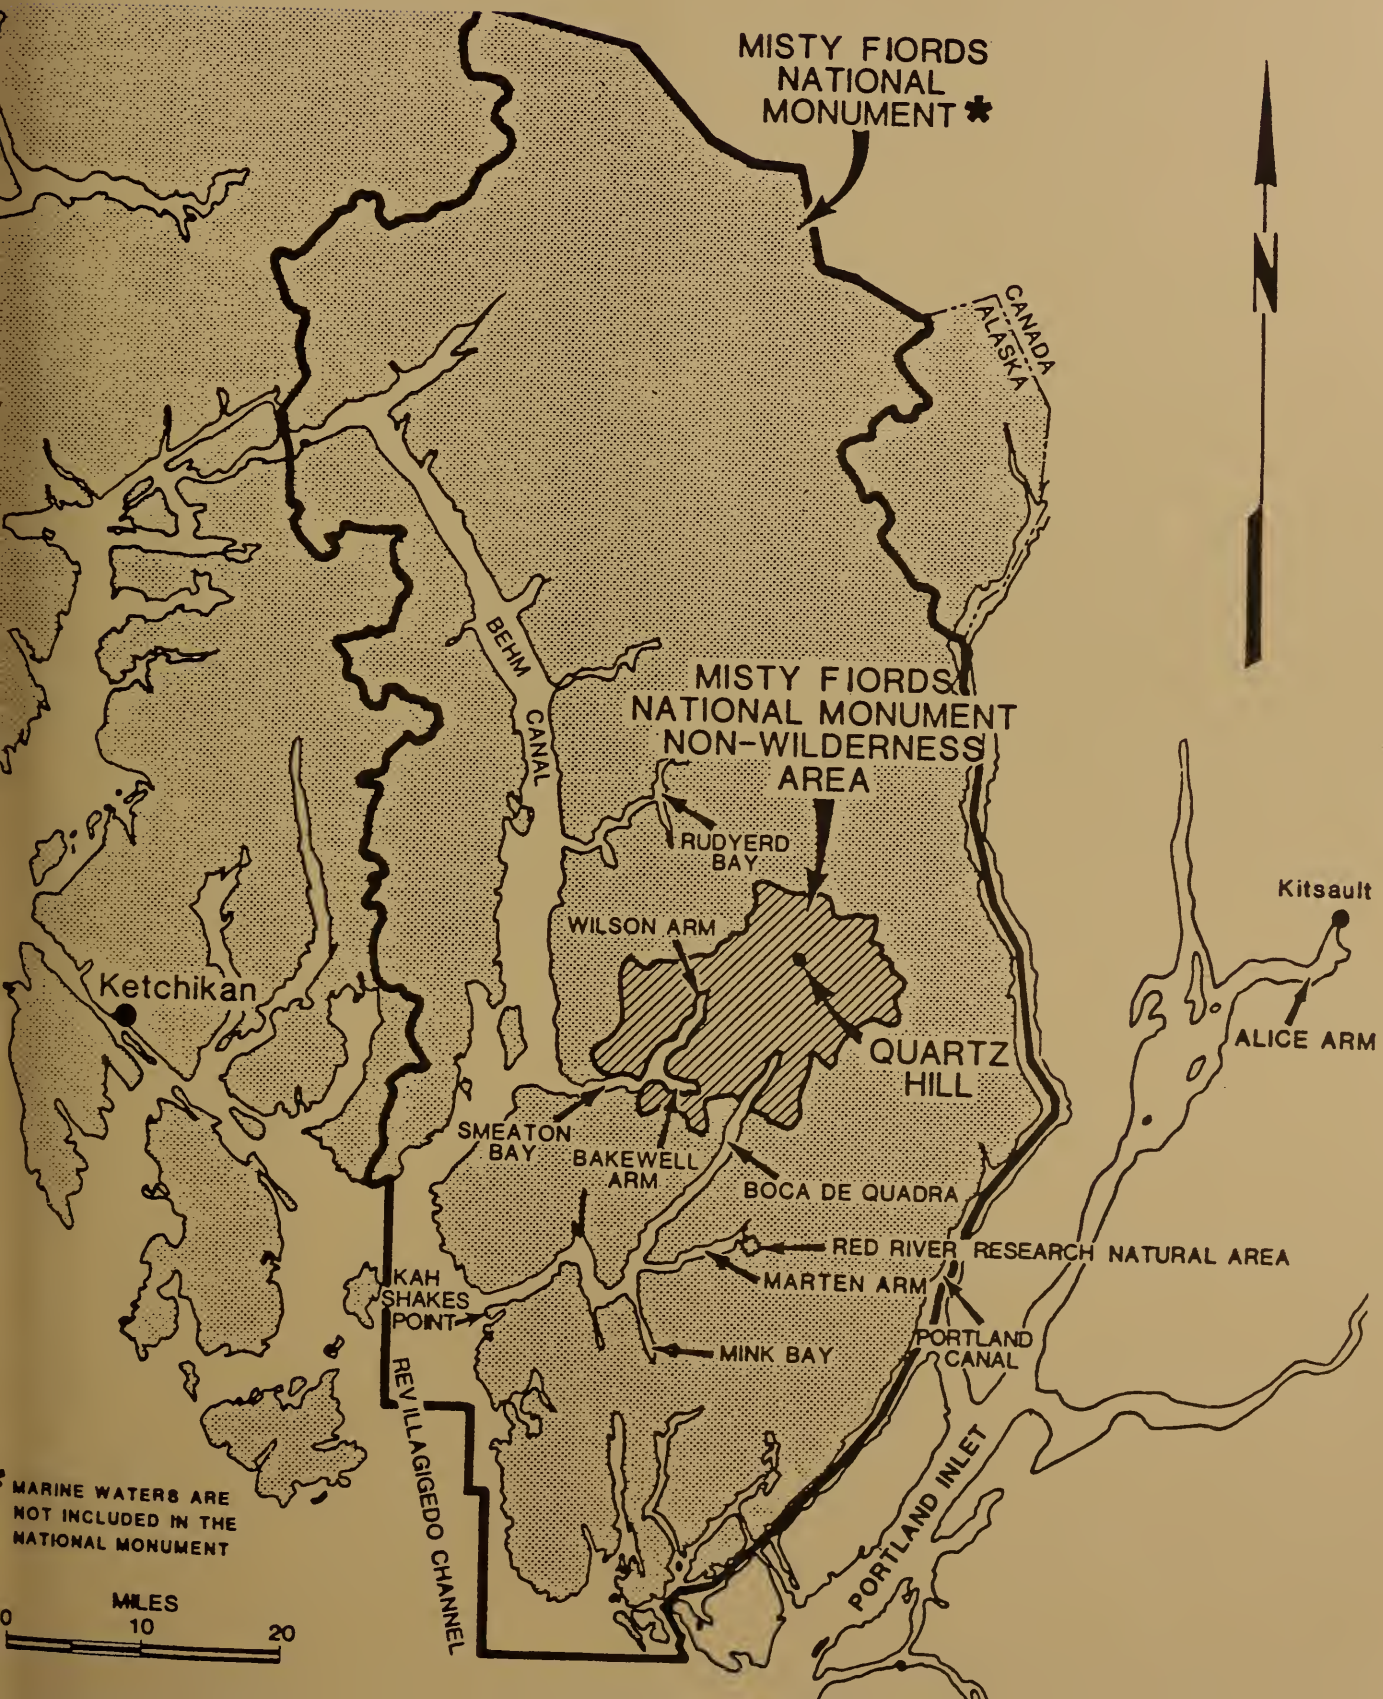 MISTY FIORDS
NATIONAL
MONUMENT *
N
CANADA
ALASKA
BEHM
CANAL
MISTY FIORDS
NATIONAL MONUMENT
NON-WILDERNESS
AREA
RUDYERD
BAY
Kitsault
WILSON ARM
Ketchikan
ALICE ARM
QUARTZ
HILL
SMEATON
BAY
BAKEWELL
ARM
BOCA DE QUADRA
RED RIVER RESEARCH NATURAL AREA
KAH
SHAKES
POINT
MARTEN ARM
PORTLAND
CANAL
MINK BAY
REVILLAGIGEDO CHANNEL
PORTLAND INLET
* MARINE WATERS ARE
NOT INCLUDED IN THE
NATIONAL MONUMENT
MILES
0 10 20